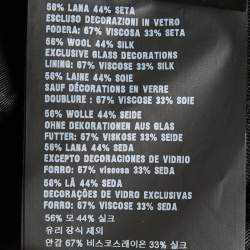 56% LANA 44% SETA
ESCLUSO DECORAZIONI IN VETRO
FODERA: 67% VISCOSE 33% SETA
56% WOOL 44% SILK
EXCLUSIVE GLASS DECORATIONS
LINING: 67% VISCOSE 33% SILK
56% LAINE 44% SOIE
SAUF DÉCORATIONS EN VERRE
DOUBLURE : 67% VISCOSE 33% SOIE
56% WOLLE 44% SEIDE
OHNE DEKORATIONEN AUS GLAS
FUTTER: 67% VISKOSE 33% SEIDE
56% LANA 44% SEDA
EXCEPTO DECORACIONES DE VIDRIO
FORRO: 67% viscosa 33% SEDA
56% LÃ 44% SEDA
DECORAÇÕES DE VIDRO EXCLUSIVAS
FORRO: 67% VISCOSE 33% SEDA
56% 모 44% 실크
유리 장식 제외
안감 67% 비스코스레이온 33% 실크